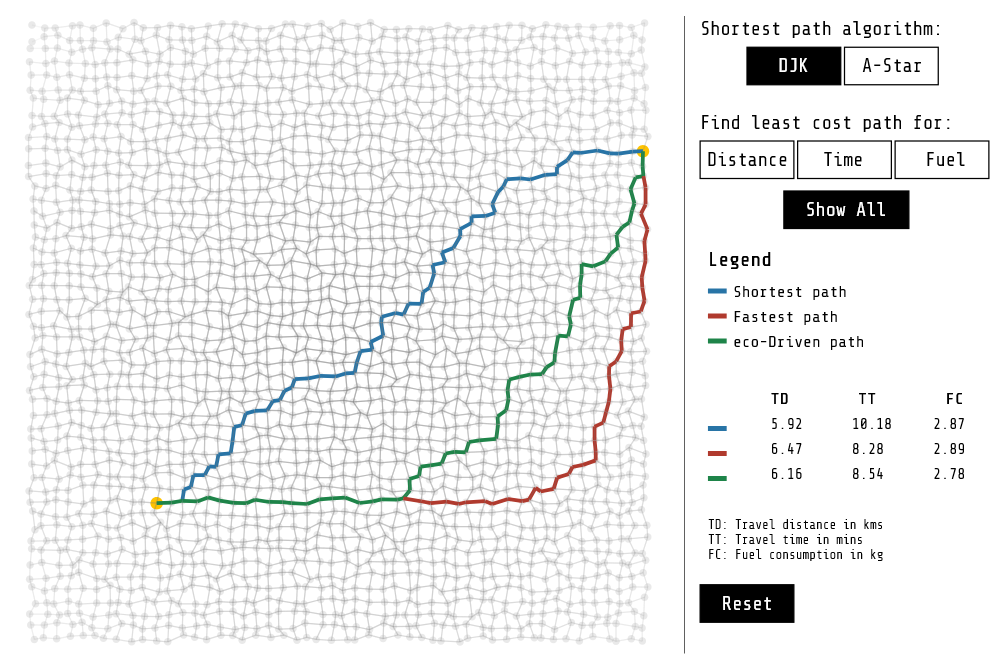 Shortest path algorithm:
DJK A-Star
Find least cost path for:
Distance Time Fuel
Show All
Legend
Shortest path
Fastest path
eco-Driven path
TD TT FC
5.92 10.18 2.87
6.47 8.28 2.89
6.16 8.54 2.78
TD: Travel distance in kms
TT: Travel time in mins
FC: Fuel consumption in kg
Reset